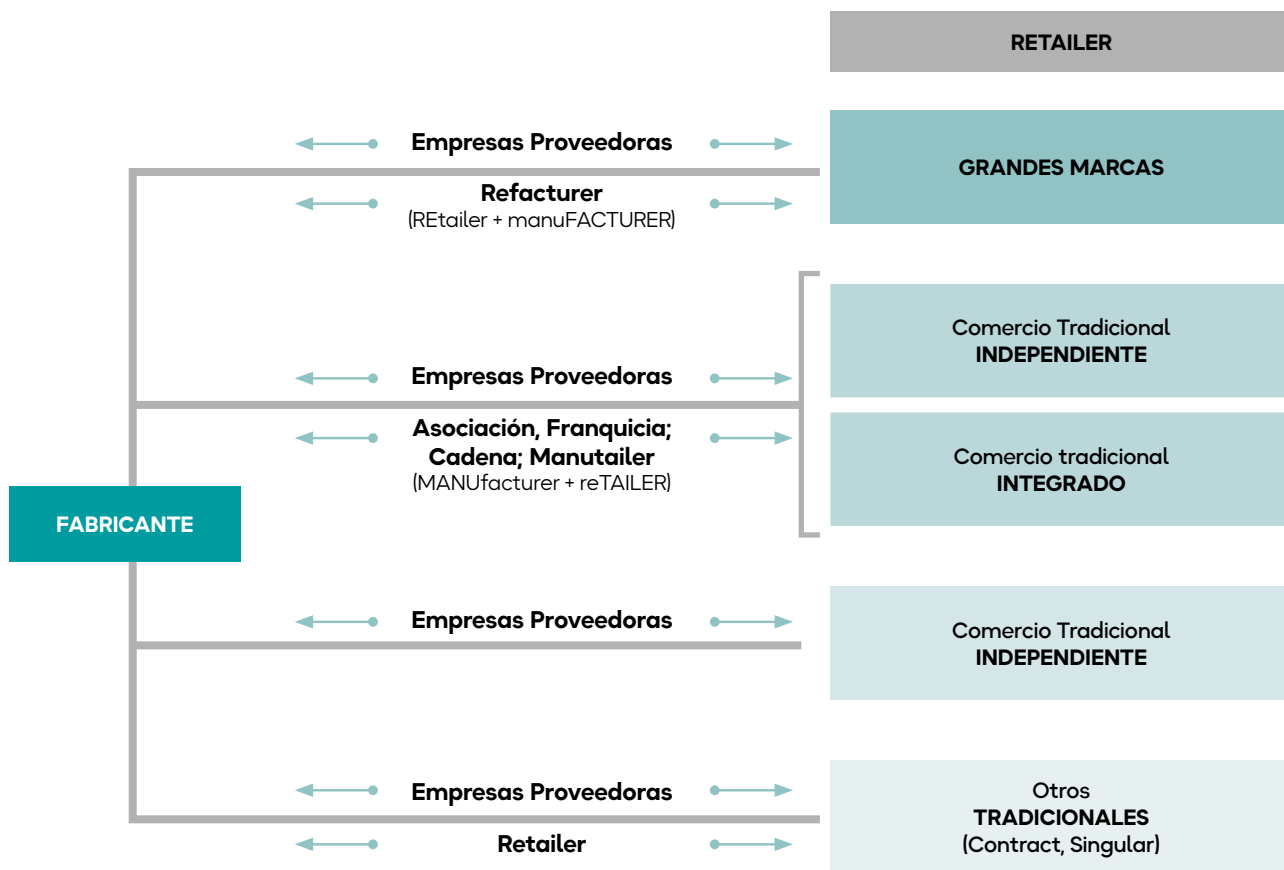 RETAILER
Empresas Proveedoras
GRANDES MARCAS
Refacturer
(REtailer + manuFACTURER)
Comercio Tradicional
INDEPENDIENTE
Empresas Proveedoras
Asociación, Franquicia;
Cadena; Manutailer
(MANUfacturer + reTAILER)
Comercio tradicional
INTEGRADO
FABRICANTE
Empresas Proveedoras
Comercio Tradicional
INDEPENDIENTE
Empresas Proveedoras
Retailer
Otros
TRADICIONALES
(Contract, Singular)